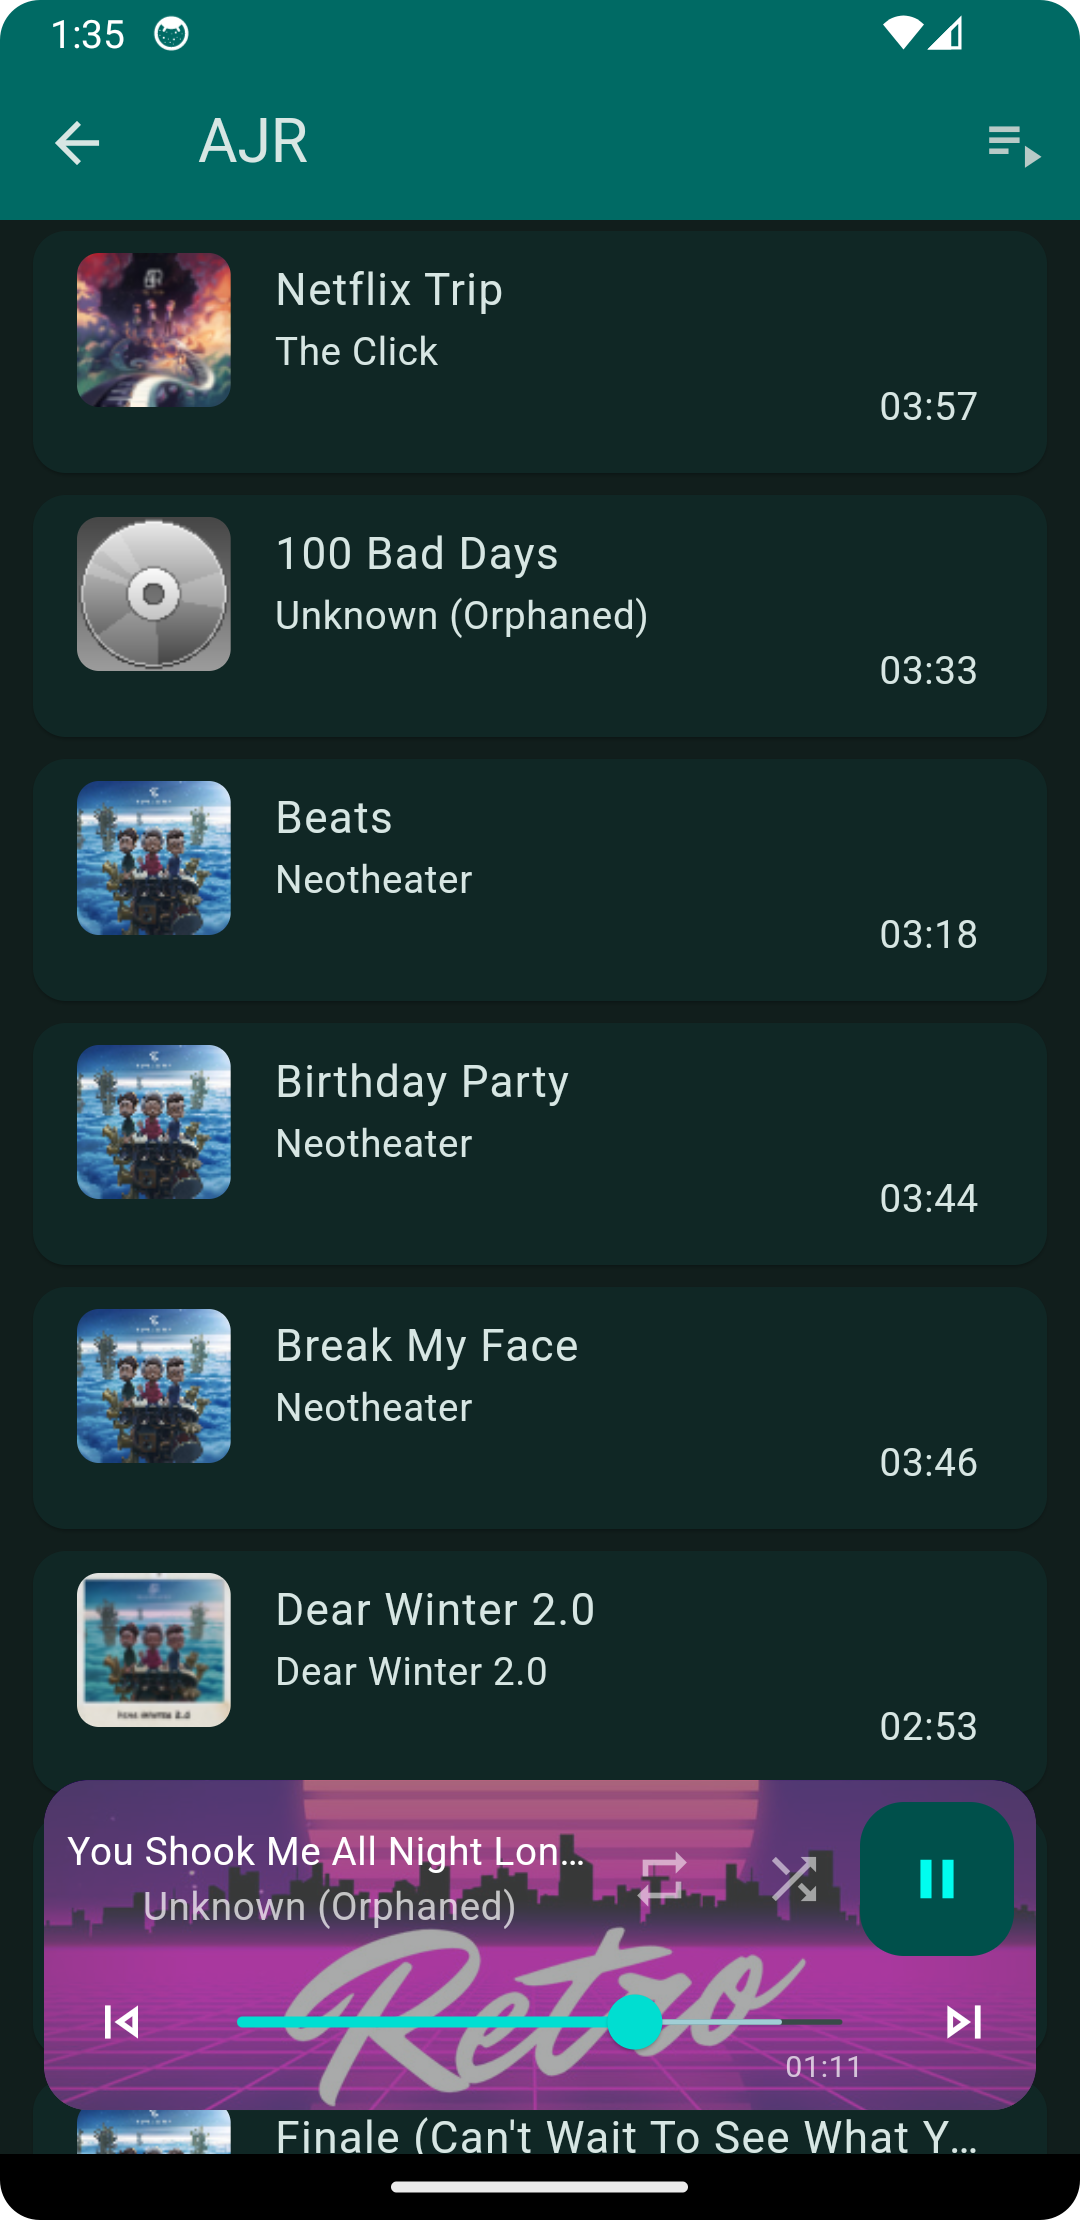 1:35
AJR
Netflix Trip
The Click
03:57
100 Bad Days
Unknown (Orphaned)
03:33
Beats
Neotheater
03:18
Birthday Party
Neotheater
03:44
Break My Face
Neotheater
03:46
Dear Winter 2.0
Dear Winter 2.0
02:53
You Shook Me All Night Lon…
Unknown (Orphaned)
Retro
01:11
Finale (Can't Wait To See What Y…